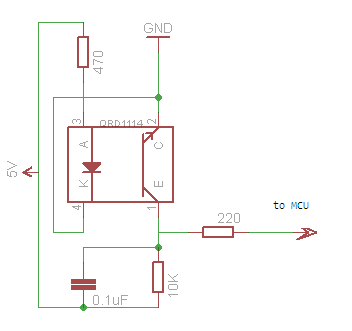 GND
470
QRD1114
3
2
A
C
5V
K
E
4
1
to MCU
220
10K
0.1uF